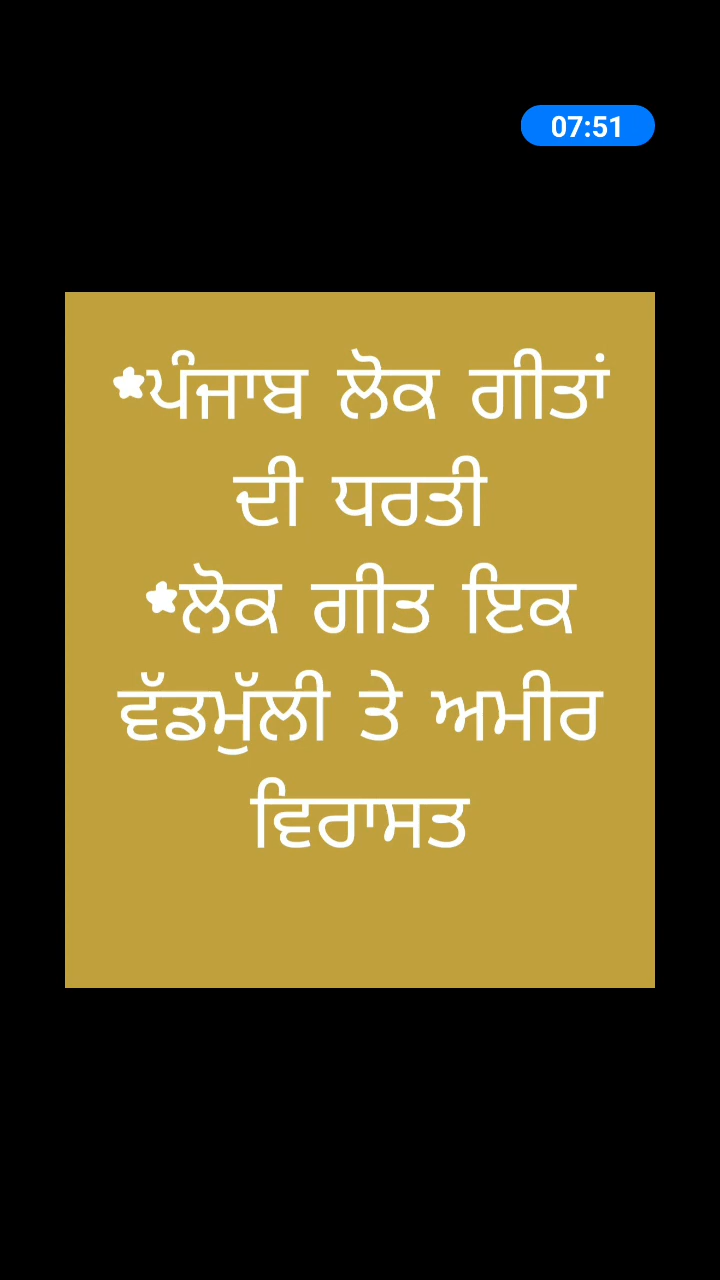 07:51
*ਪੰਜਾਬ ਲੋਕ ਗੀਤਾਂ
ਦੀ ਧਰਤੀ
*ਲੋਕ ਗੀਤ ਇਕ
ਵੱਡਮੁੱਲੀ ਤੇ ਅਮੀਰ
ਵਿਰਾਸਤ